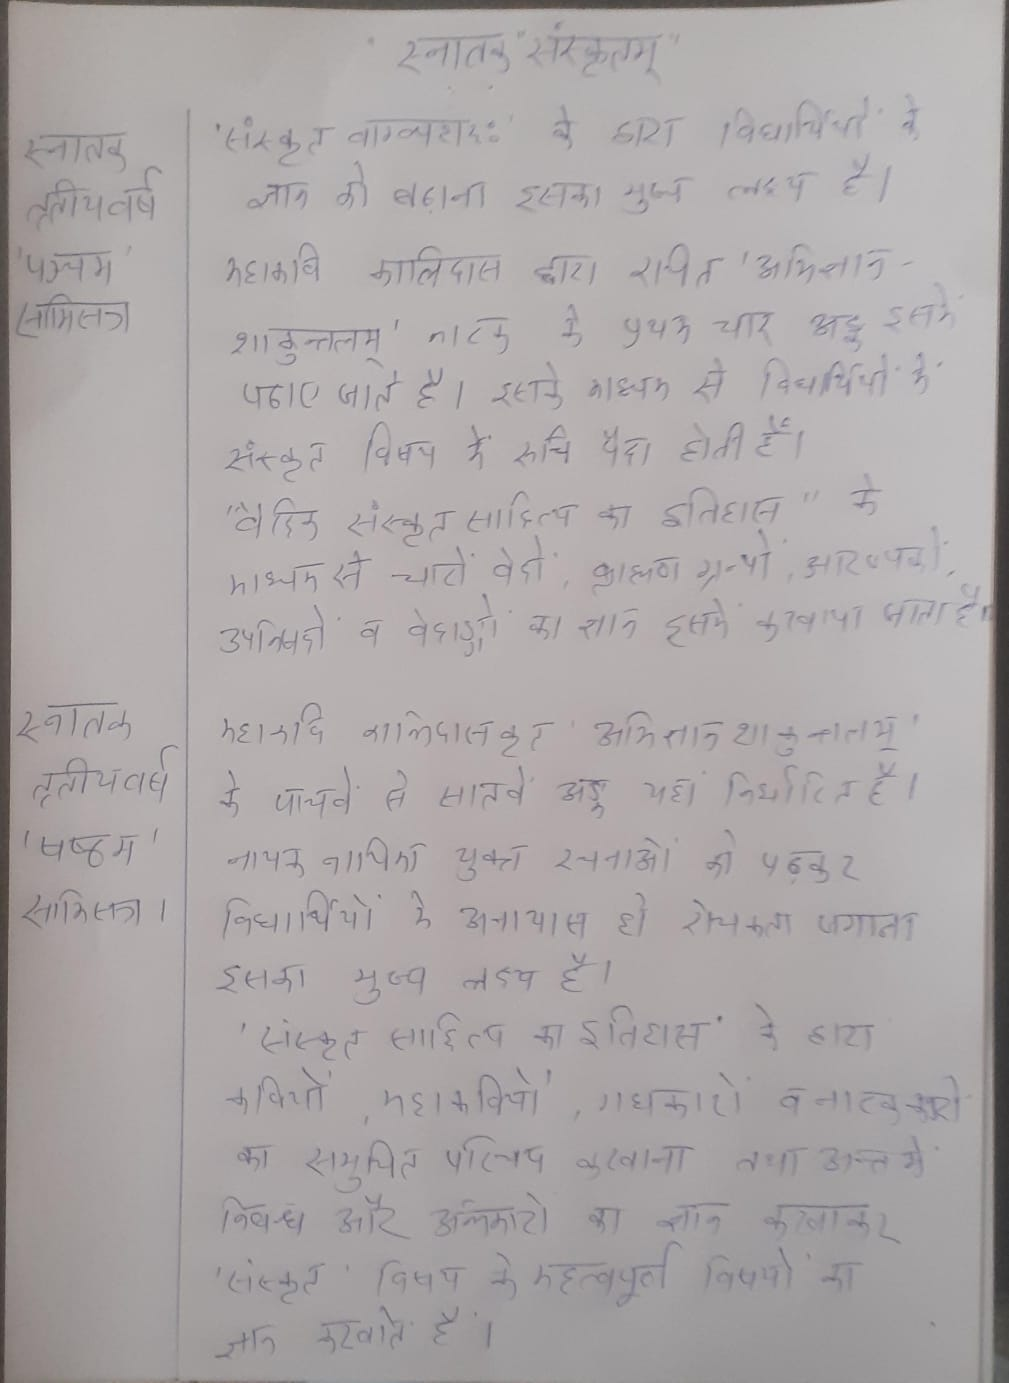 स्नातक "संस्कृतम्"
स्नातक
तृतीयवर्ष
'पञ्चम'
सामिसत्र
'संस्कृत वाग्व्यवहारः' के द्वारा विद्यार्थियों के
ज्ञान को बढ़ाना इसका मुख्य लक्ष्य है।
महाकवि कालिदास द्वारा रचित 'अभिज्ञान-
शाकुन्तलम्' नाटक के प्रथम चार अङ्क इसमें
पढाए जाते है। इसके माध्यम से विद्यार्थियों में
संस्कृत विषय में रुचि पैदा होती हैं।
"वैदिक संस्कृत साहित्य का इतिहास" के
माध्यम से चारों वेदों, ब्राह्मण ग्रन्थों, आरण्यकों,
उपनिषदों व वेदाङ्गों का ज्ञान इसमें करवाया जाता है।
स्नातक
तृतीयवर्ष
'षष्ठम'
सामिसत्र।
महाकवि कालिदासकृत 'अभिज्ञानशाकुन्तलम्'
के पाचवें से सातवें अङ्क यहां निर्धारित है।
नायक नायिका युक्त रचनाओं को पढ़कर
विद्यार्थियों में अनायास ही रोचकता जगाना
इसका मुख्य लक्ष्य है।
'संस्कृत साहित्य का इतिहास' के द्वारा
कवियों, महाकवियों, गद्यकारों व नाटककारों
का समुचित परिचय करवाना तथा अन्त में
निबन्ध और अलंकारो का ज्ञान करवाकर
'संस्कृत' विषय के महत्वपूर्ण विषयों का
ज्ञान करवाते है।